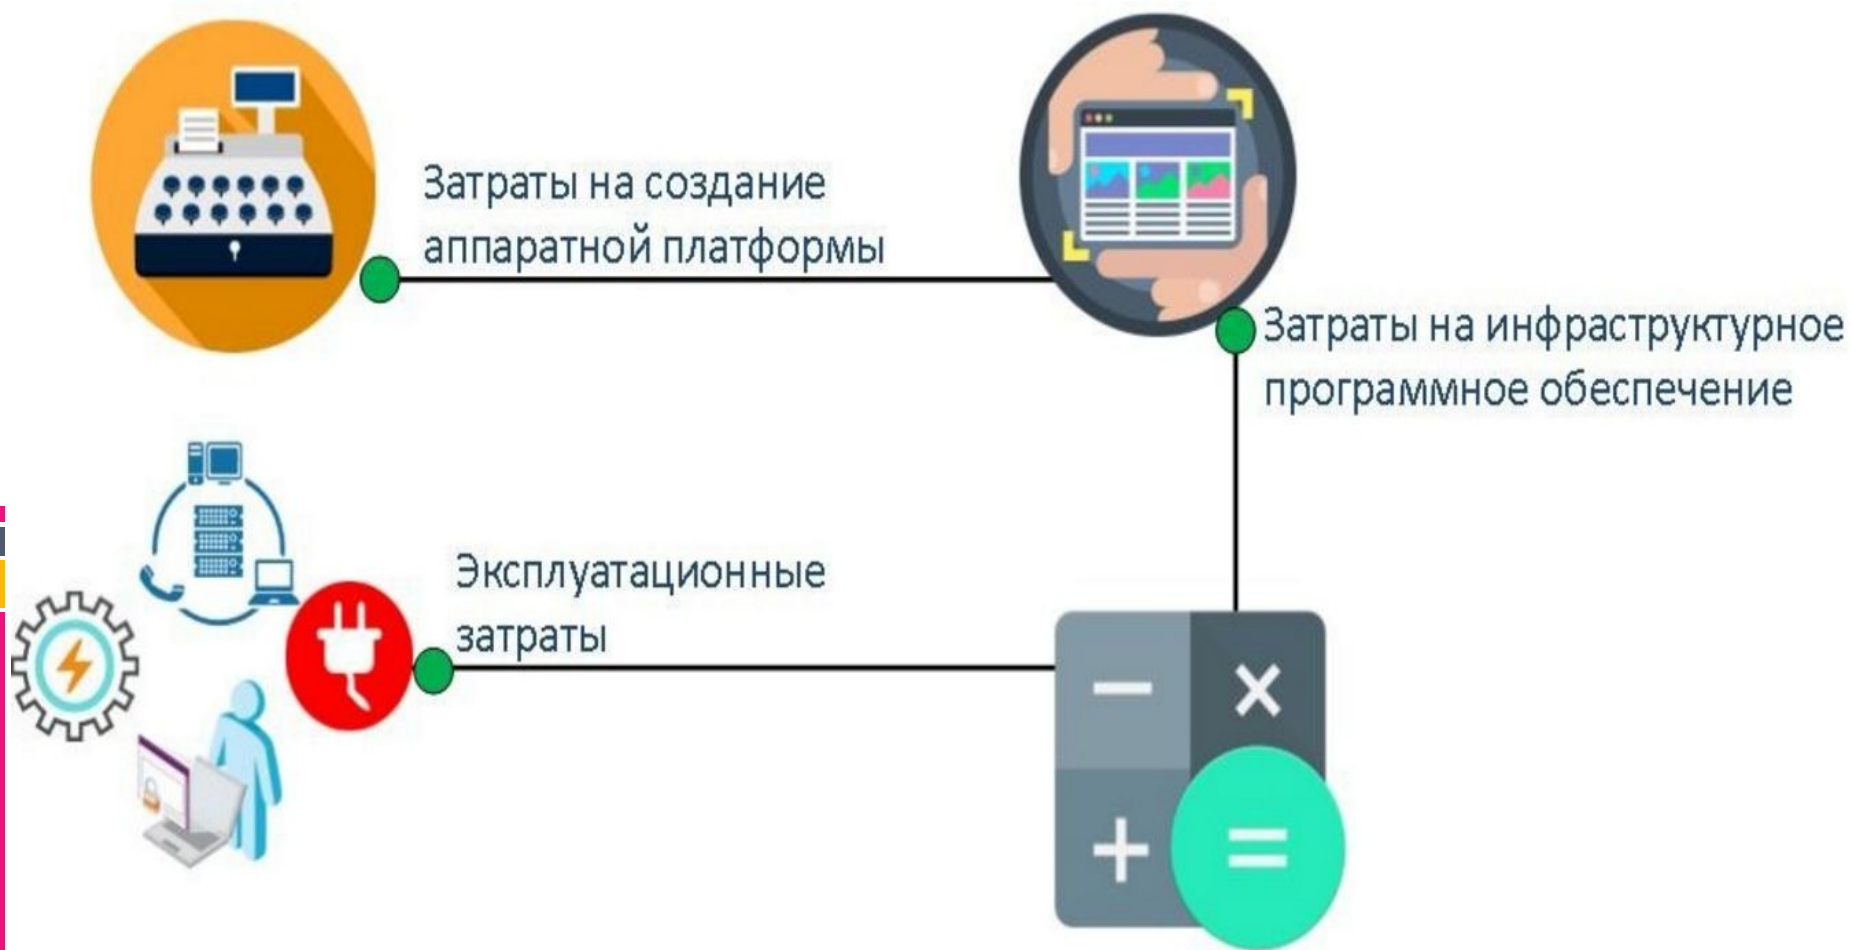 Затраты на создание
аппаратной платформы
Затраты на инфраструктурное
программное обеспечение
Эксплуатационные
затраты